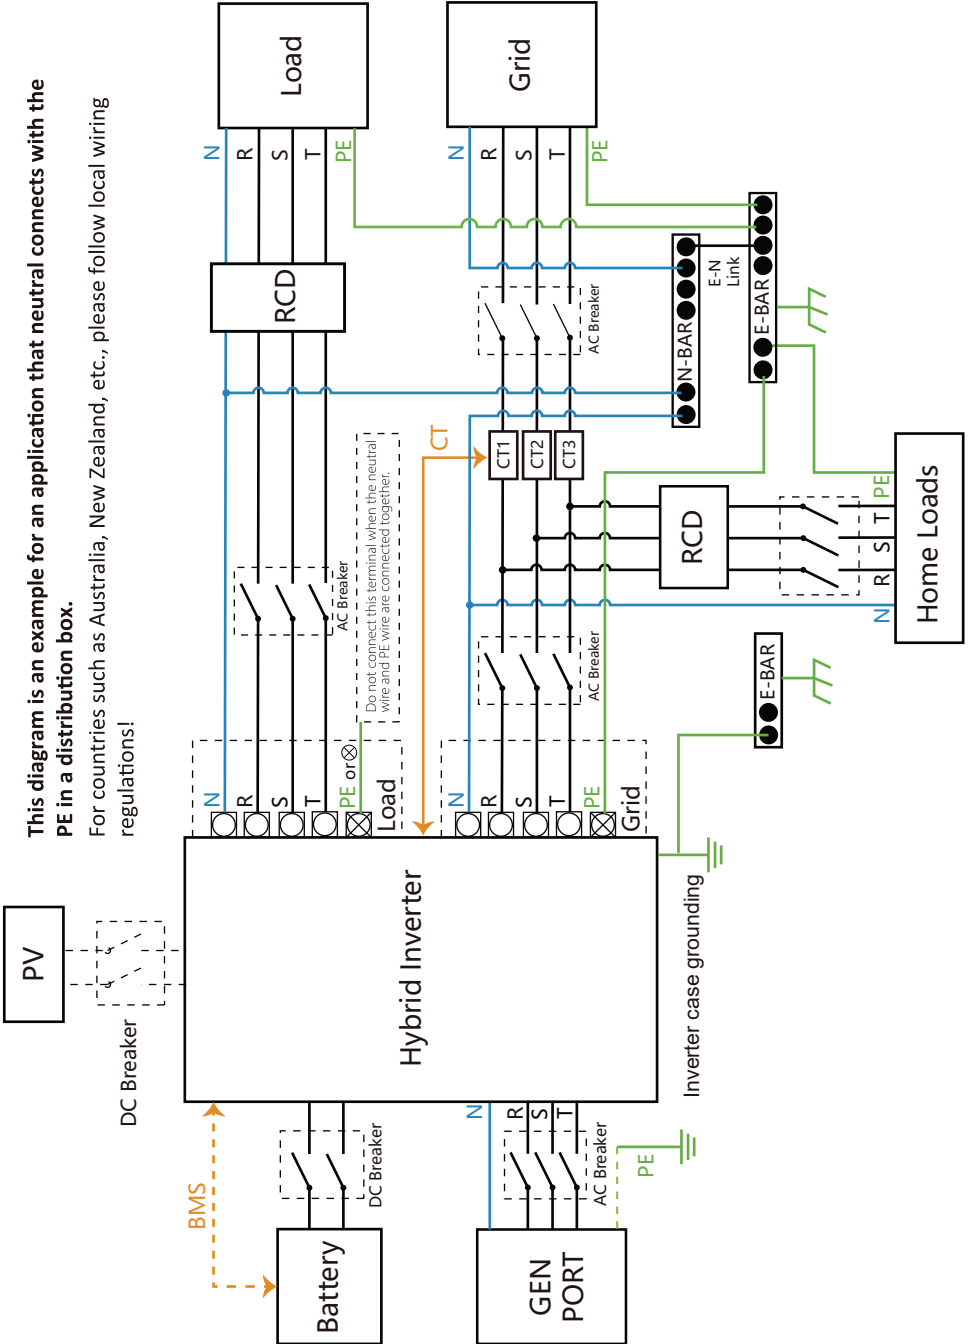 This diagram is an example for an application that neutral connects with the
PE in a distribution box.
For countries such as Australia, New Zealand, etc., please follow local wiring
regulations!
PV
DC Breaker
BMS
Battery
DC Breaker
Hybrid Inverter
GEN
PORT
N
R
S
T
AC Breaker
PE
Inverter case grounding
Load
N
R
S
T
PE
RCD
AC Breaker
Do not connect this terminal when the neutral
wire and PE wire are connected together.
N
R
S
T
PE or
Load
CT
Grid
N
R
S
T
PE
AC Breaker
CT1
CT2
CT3
AC Breaker
N
R
S
T
PE
Grid
RCD
N-BAR
E-N
Link
E-BAR
Home Loads
N
R
S
T
PE
E-BAR